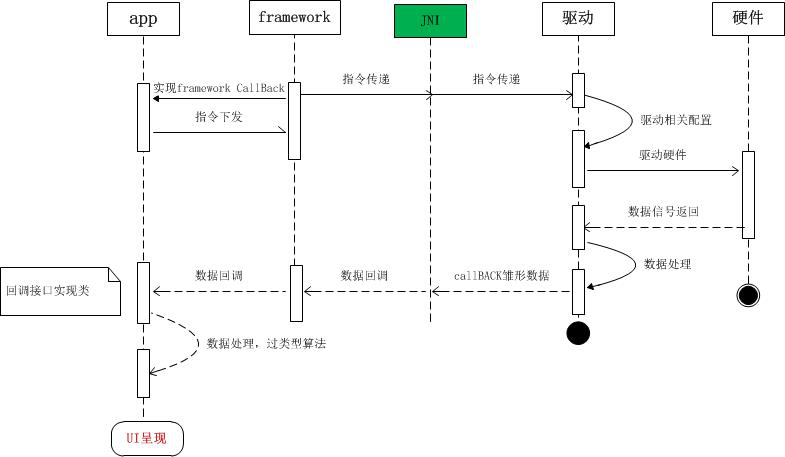 app
framework
JNI
驱动
硬件
实现framework CallBack
指令传递
指令传递
指令下发
驱动相关配置
驱动硬件
数据信号返回
数据处理
数据回调
数据回调
callBACK雏形数据
回调接口实现类
数据处理，过类型算法
UI呈现